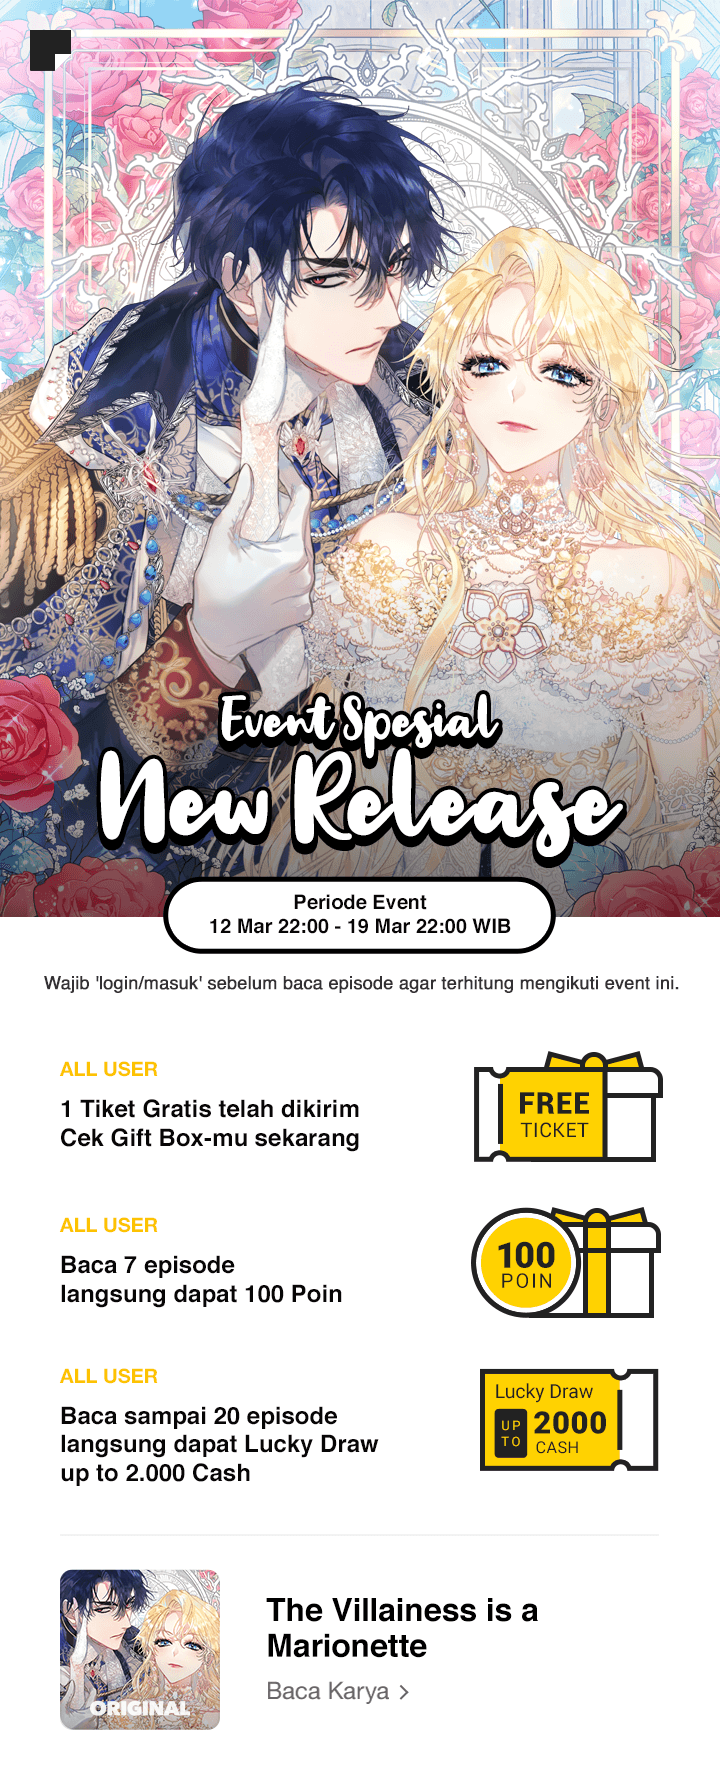 Event Spesial
New Release
Periode Event
12 Mar 22:00 - 19 Mar 22:00 WIB
Wajib 'login/masuk' sebelum baca episode agar terhitung mengikuti event ini.
ALL USER
1 Tiket Gratis telah dikirim
Cek Gift Box-mu sekarang
FREE
TICKET
ALL USER
Baca 7 episode
langsung dapat 100 Poin
100
POIN
ALL USER
Baca sampai 20 episode
langsung dapat Lucky Draw
up to 2.000 Cash
Lucky Draw
UP TO 2000
CASH
ORIGINAL
The Villainess is a
Marionette
Baca Karya >